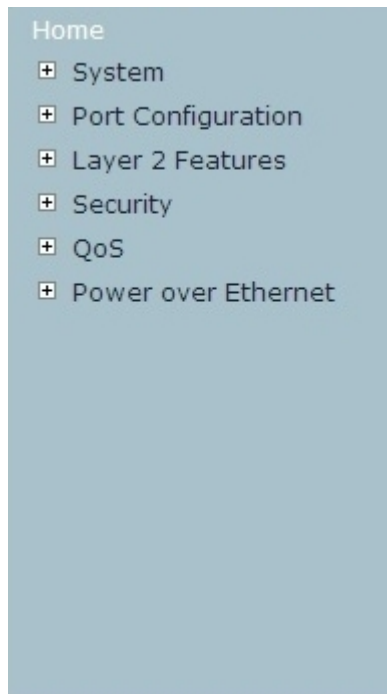 Home
System
Port Configuration
Layer 2 Features
Security
QoS
Power over Ethernet